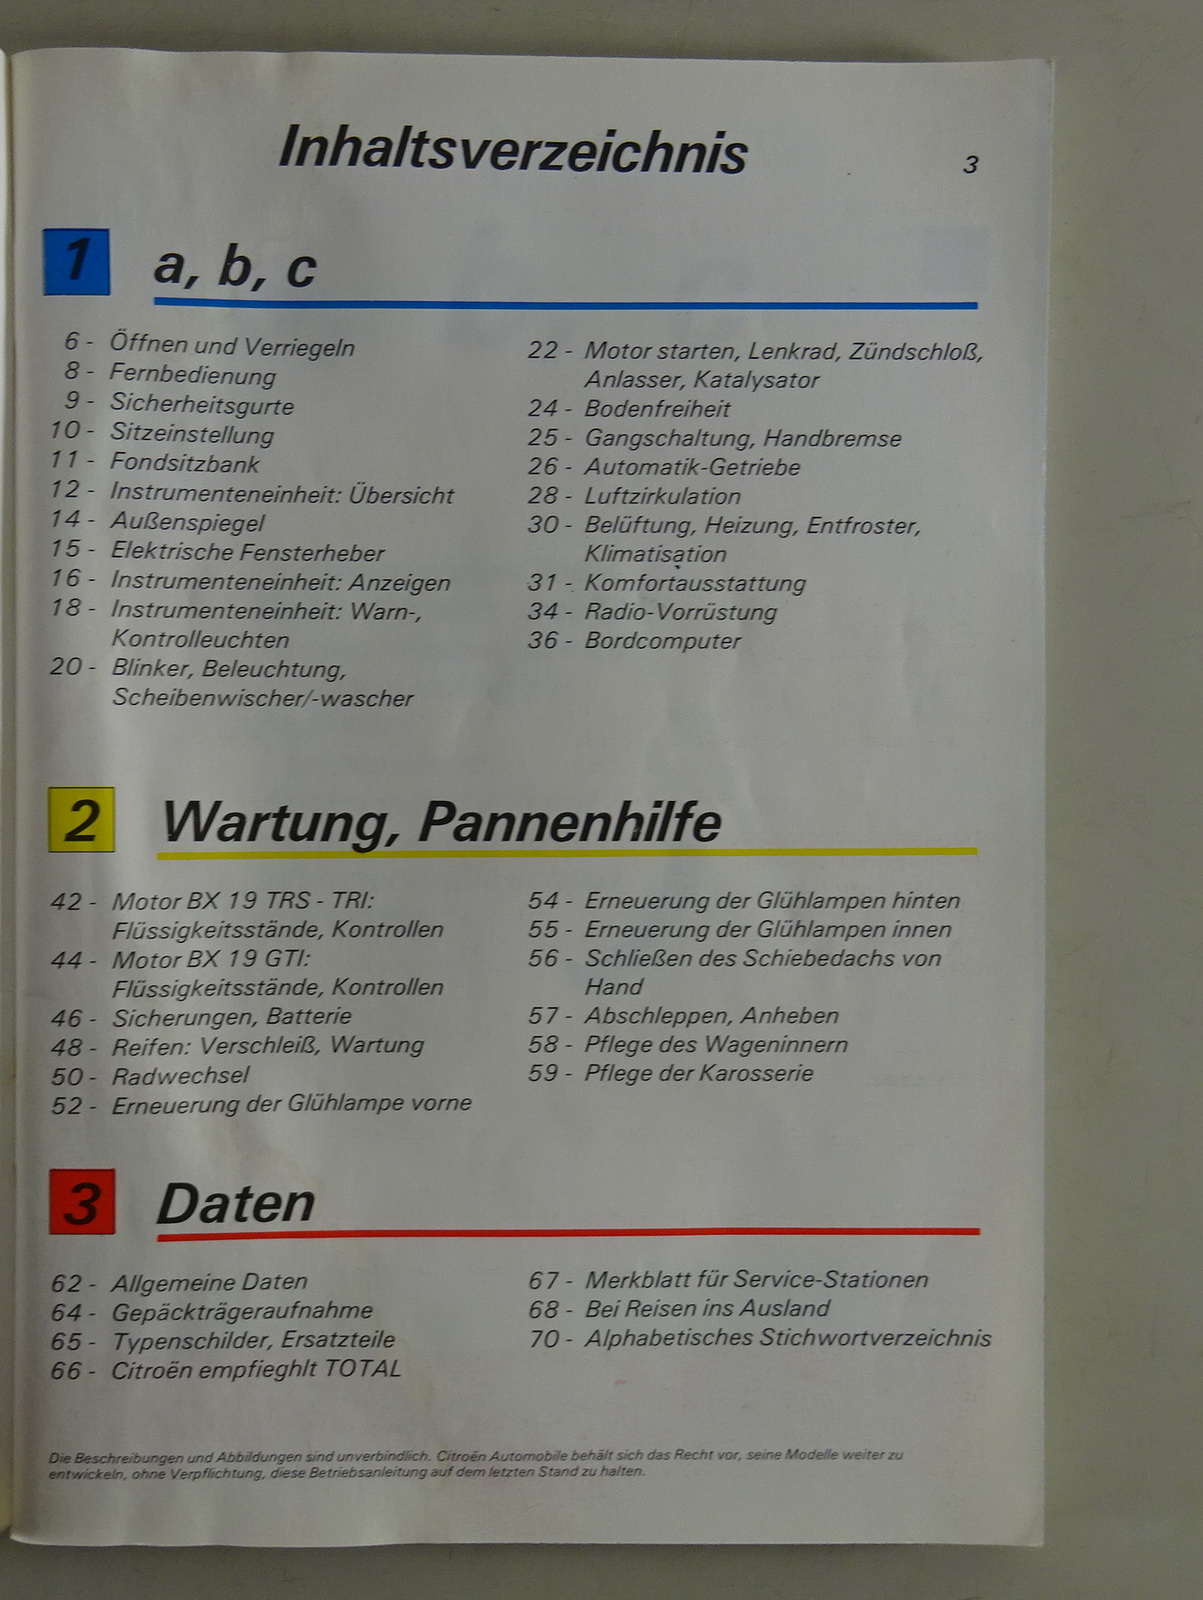 Inhaltsverzeichnis
3
1 a, b, c
6 - Öffnen und Verriegeln
8 - Fernbedienung
9 - Sicherheitsgurte
10 - Sitzeinstellung
11 - Fondsitzbank
12 - Instrumenteneinheit: Übersicht
14 - Außenspiegel
15 - Elektrische Fensterheber
16 - Instrumenteneinheit: Anzeigen
18 - Instrumenteneinheit: Warn-,
Kontrolleuchten
20 - Blinker, Beleuchtung,
Scheibenwischer/-wascher
22 - Motor starten, Lenkrad, Zündschloß,
Anlasser, Katalysator
24 - Bodenfreiheit
25 - Gangschaltung, Handbremse
26 - Automatik-Getriebe
28 - Luftzirkulation
30 - Belüftung, Heizung, Entfroster,
Klimatisation
31 - Komfortausstattung
34 - Radio-Vorrüstung
36 - Bordcomputer
2 Wartung, Pannenhilfe
42 - Motor BX 19 TRS - TRI:
Flüssigkeitsstände, Kontrollen
44 - Motor BX 19 GTI:
Flüssigkeitsstände, Kontrollen
46 - Sicherungen, Batterie
48 - Reifen: Verschleiß, Wartung
50 - Radwechsel
52 - Erneuerung der Glühlampe vorne
54 - Erneuerung der Glühlampen hinten
55 - Erneuerung der Glühlampen innen
56 - Schließen des Schiebedachs von
Hand
57 - Abschleppen, Anheben
58 - Pflege des Wageninnern
59 - Pflege der Karosserie
3 Daten
62 - Allgemeine Daten
64 - Gepäckträgeraufnahme
65 - Typenschilder, Ersatzteile
66 - Citroën empfieghlt TOTAL
67 - Merkblatt für Service-Stationen
68 - Bei Reisen ins Ausland
70 - Alphabetisches Stichwortverzeichnis
Die Beschreibungen und Abbildungen sind unverbindlich. Citroën Automobile behält sich das Recht vor, seine Modelle weiter zu
entwickeln, ohne Verpflichtung, diese Betriebsanleitung auf dem letzten Stand zu halten.